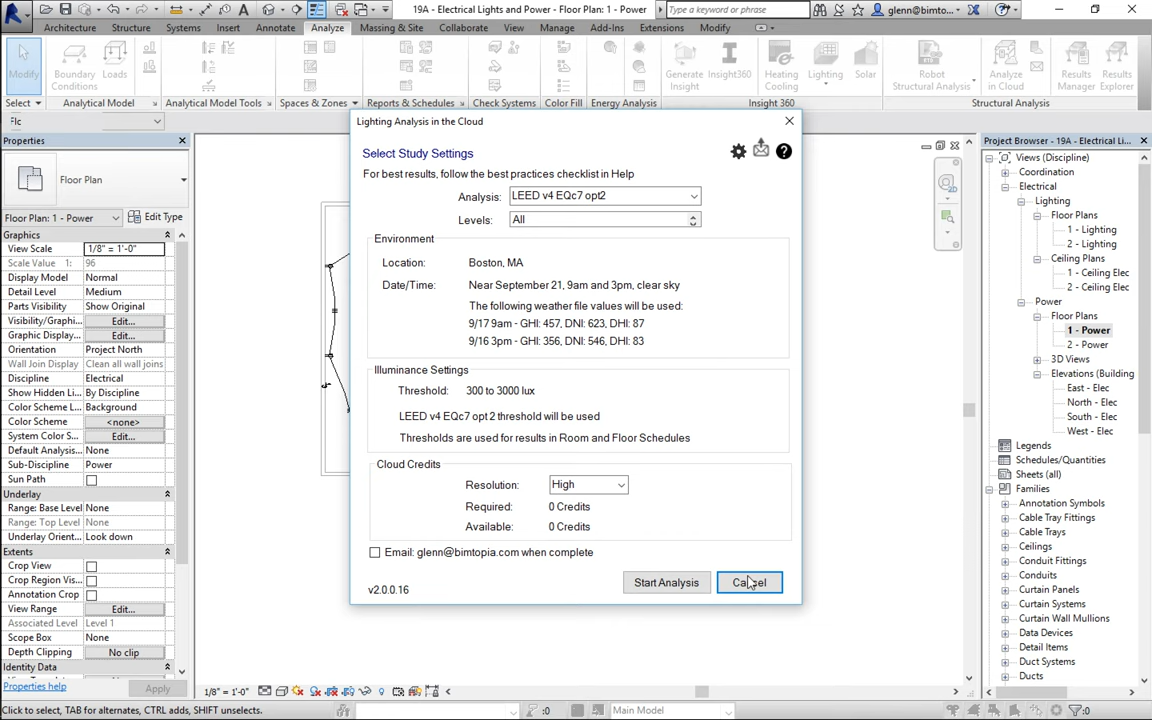 19A - Electrical Lights and Power - Floor Plan: 1 - Power
Type a keyword or phrase
glenn@bimto...
Architecture Structure Systems Insert Annotate Analyze Massing & Site Collaborate View Manage Add-Ins Extensions Modify
Modify
Boundary Conditions
Loads
Generate Insight
Insight360
Heating Cooling
Lighting
Solar
Robot Structural Analysis
Analyze in Cloud
Results Manager
Results Explorer
Select Analytical Model Analytical Model Tools Spaces & Zones Reports & Schedules Check Systems Color Fill Energy Analysis Insight 360 Structural Analysis
Properties
Floor Plan
Floor Plan: 1 - Power Edit Type
Graphics
View Scale 1/8" = 1'-0"
Scale Value 1: 96
Display Model Normal
Detail Level Medium
Parts Visibility Show Original
Visibility/Graphi... Edit...
Graphic Display... Edit...
Orientation Project North
Wall Join Display Clean all wall joins
Discipline Electrical
Show Hidden Li... By Discipline
Color Scheme L... Background
Color Scheme <none>
System Color S... Edit...
Default Analysis... None
Sub-Discipline Power
Sun Path
Underlay
Range: Base Level None
Range: Top Level None
Underlay Orient... Look down
Extents
Crop View
Crop Region Vis...
Annotation Crop
View Range Edit...
Associated Level Level 1
Scope Box None
Depth Clipping No clip
Identity Data
Properties help Apply
Lighting Analysis in the Cloud
Select Study Settings
For best results, follow the best practices checklist in Help
Analysis: LEED v4 EQc7 opt2
Levels: All
Environment
Location: Boston, MA
Date/Time: Near September 21, 9am and 3pm, clear sky
The following weather file values will be used:
9/17 9am - GHI: 457, DNI: 623, DHI: 87
9/16 3pm - GHI: 356, DNI: 546, DHI: 83
Illuminance Settings
Threshold: 300 to 3000 lux
LEED v4 EQc7 opt 2 threshold will be used
Thresholds are used for results in Room and Floor Schedules
Cloud Credits
Resolution: High
Required: 0 Credits
Available: 0 Credits
Email: glenn@bimtopia.com when complete
Start Analysis Cancel
v2.0.0.16
Project Browser - 19A - Electrical Li...
Views (Discipline)
Coordination
Electrical
Lighting
Floor Plans
1 - Lighting
2 - Lighting
Ceiling Plans
1 - Ceiling Elec
2 - Ceiling Elec
Power
Floor Plans
1 - Power
2 - Power
3D Views
Elevations (Building
East - Elec
North - Elec
South - Elec
West - Elec
Legends
Schedules/Quantities
Sheets (all)
Families
Annotation Symbols
Cable Tray Fittings
Cable Trays
Ceilings
Conduit Fittings
Conduits
Curtain Panels
Curtain Systems
Curtain Wall Mullions
Data Devices
Detail Items
Duct Systems
Ducts
1/8" = 1'-0"
Click to select, TAB for alternates, CTRL adds, SHIFT unselects.
:0
Main Model
:0